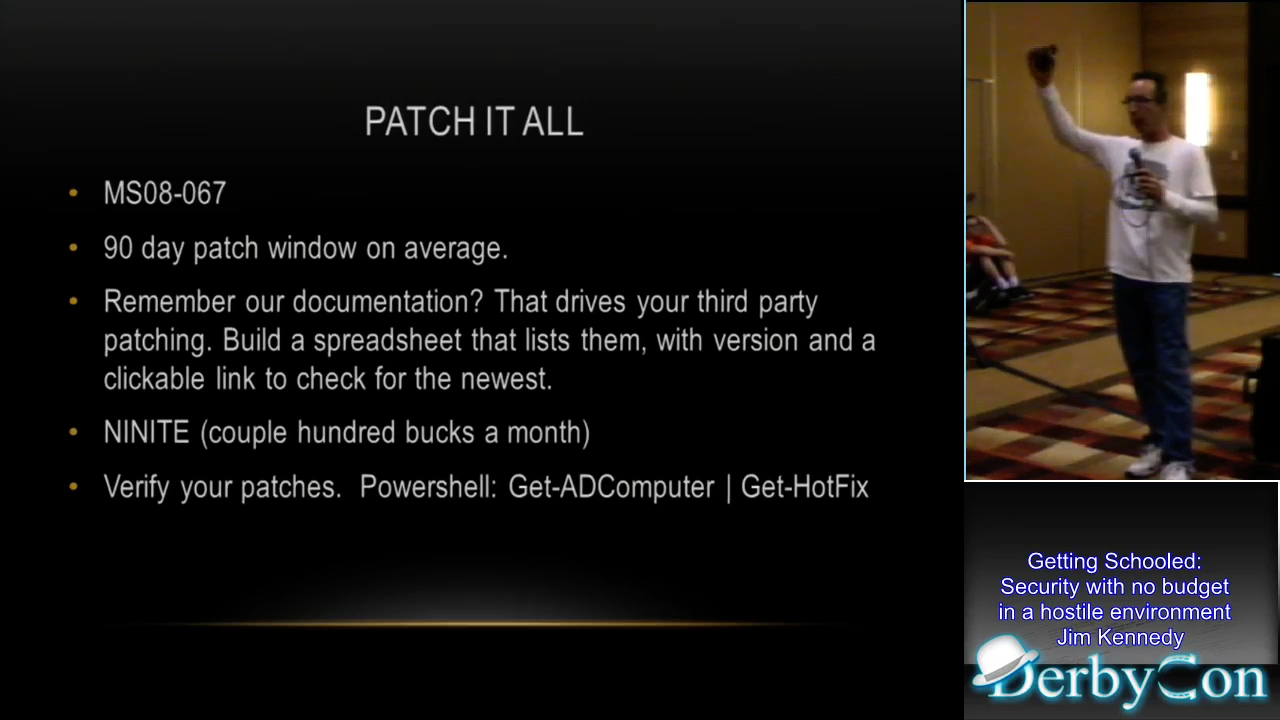 PATCH IT ALL
• MS08-067
• 90 day patch window on average.
• Remember our documentation? That drives your third party
patching. Build a spreadsheet that lists them, with version and a
clickable link to check for the newest.
• NINITE (couple hundred bucks a month)
• Verify your patches. Powershell: Get-ADComputer | Get-HotFix
Getting Schooled:
Security with no budget
in a hostile environment
Jim Kennedy
DerbyCon